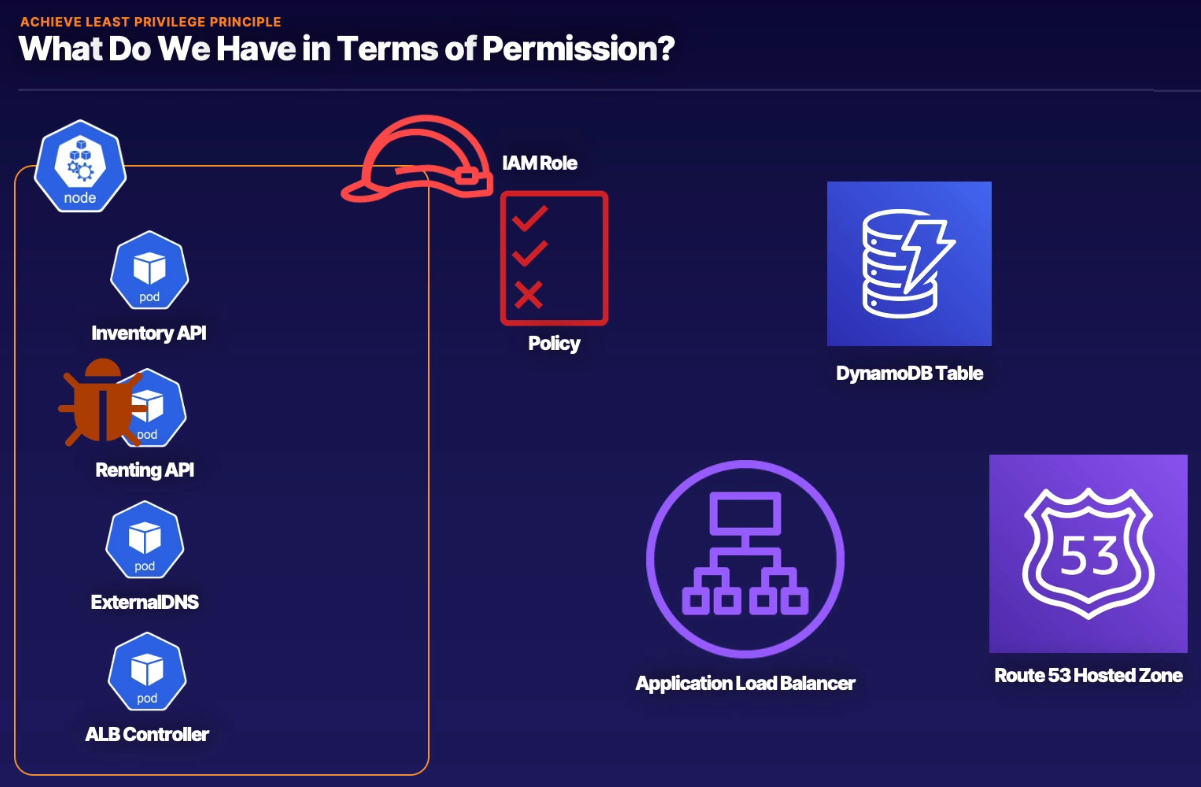 ACHIEVE LEAST PRIVILEGE PRINCIPLE
What Do We Have in Terms of Permission?
node
IAM Role
pod
Inventory API
Policy
DynamoDB Table
pod
Renting API
pod
ExternalDNS
53
Application Load Balancer
Route 53 Hosted Zone
pod
ALB Controller